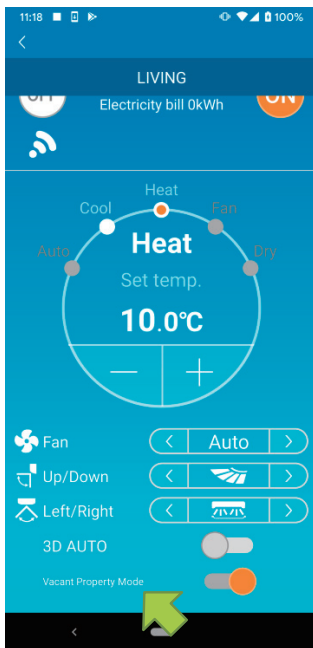 11:18 100%
LIVING
OFF Electricity bill 0kWh ON
Heat
Cool Fan
Auto Heat Dry
Set temp.
10.0°C
Fan Auto
Up/Down
Left/Right
3D AUTO
Vacant Property Mode